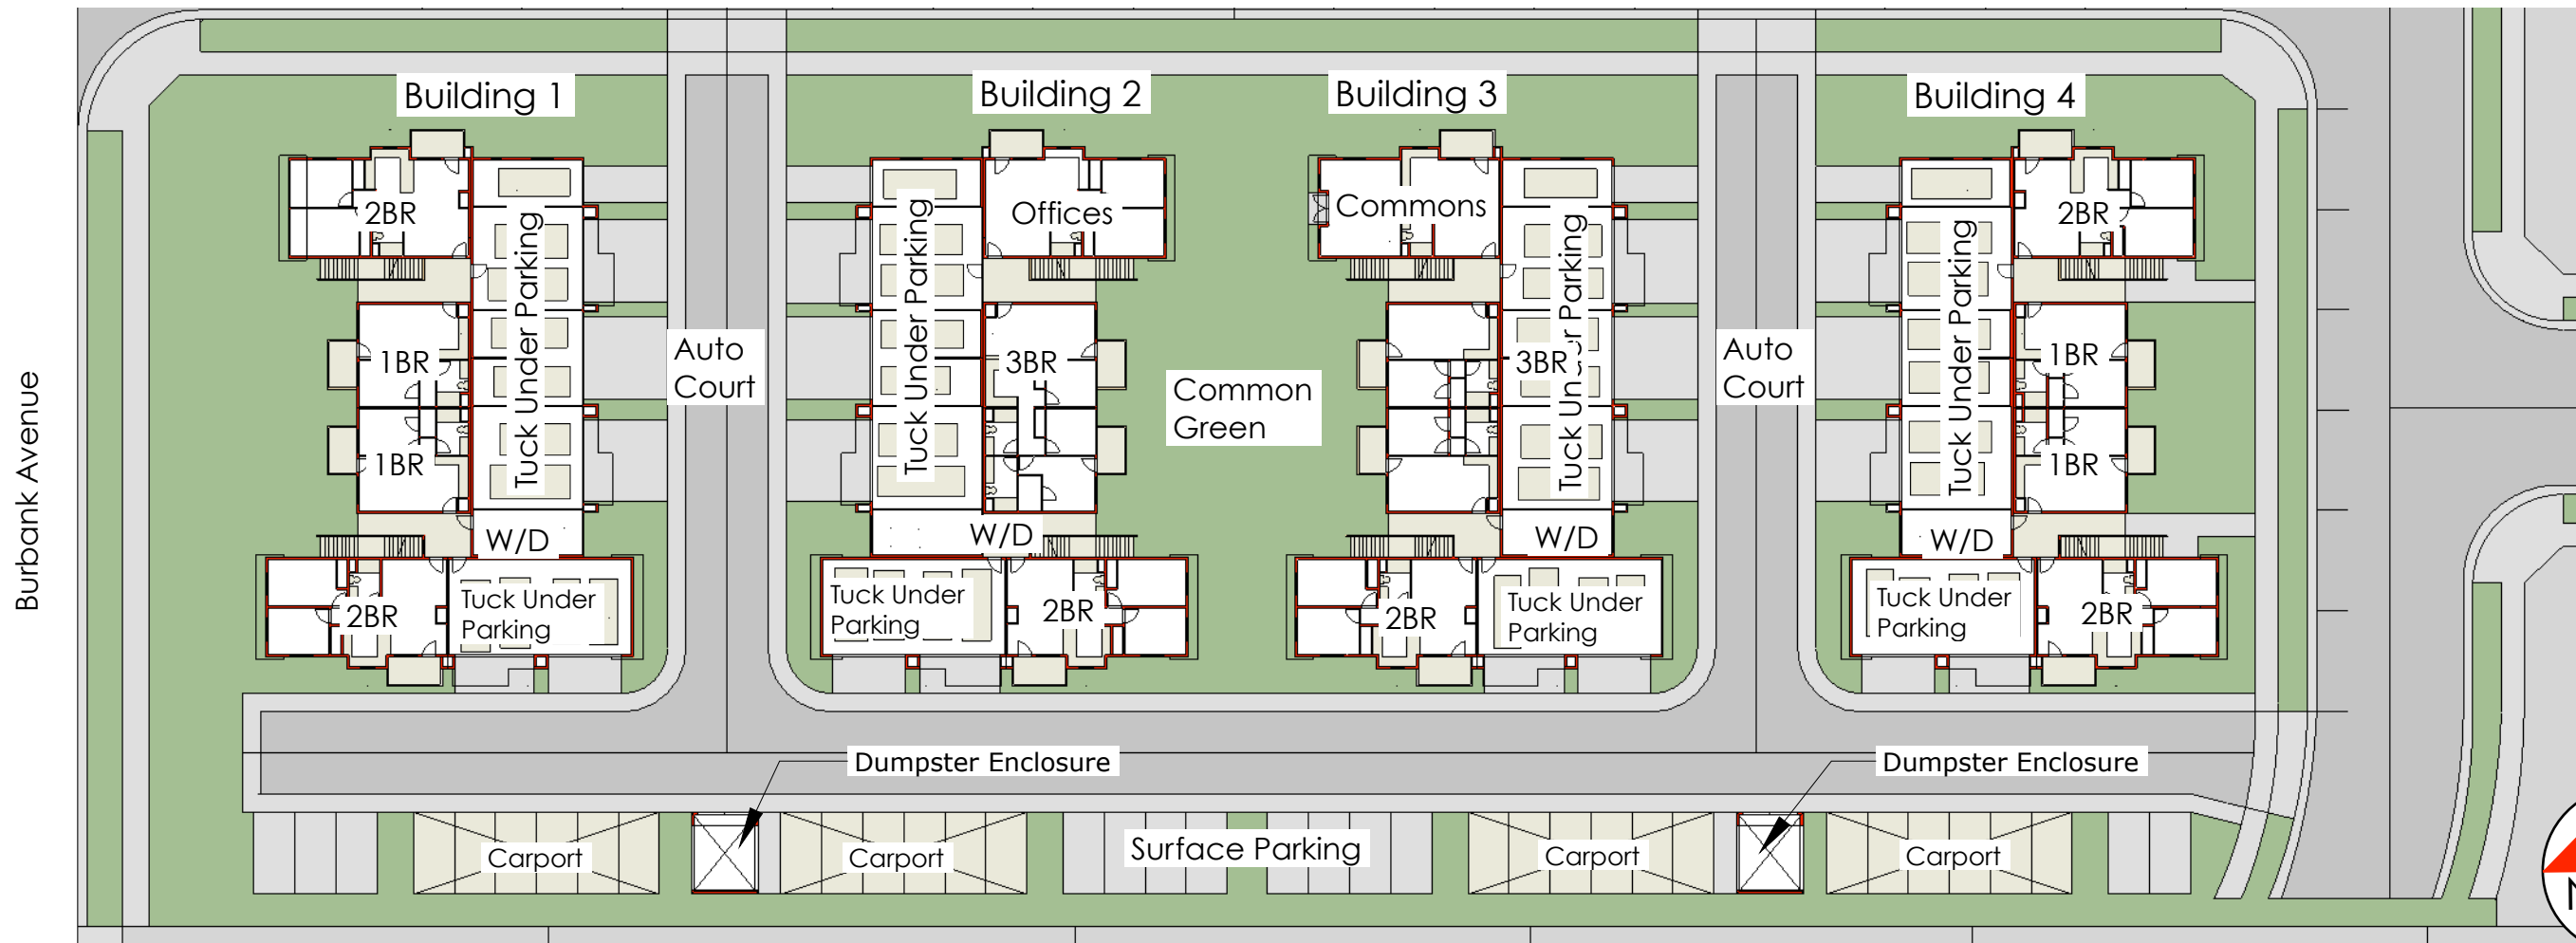 Building 1
Building 2
Building 3
Building 4
2BR
Tuck Under Parking
Tuck Under Parking
Offices
Commons
Tuck Under Parking
Tuck Under Parking
2BR
1BR
Auto
Court
3BR
Common
Green
3BR
Auto
Court
1BR
1BR
1BR
W/D
W/D
W/D
W/D
2BR
Tuck Under
Parking
Tuck Under
Parking
2BR
2BR
Tuck Under
Parking
Tuck Under
Parking
2BR
Burbank Avenue
Dumpster Enclosure
Dumpster Enclosure
Carport
Carport
Surface Parking
Carport
Carport
N